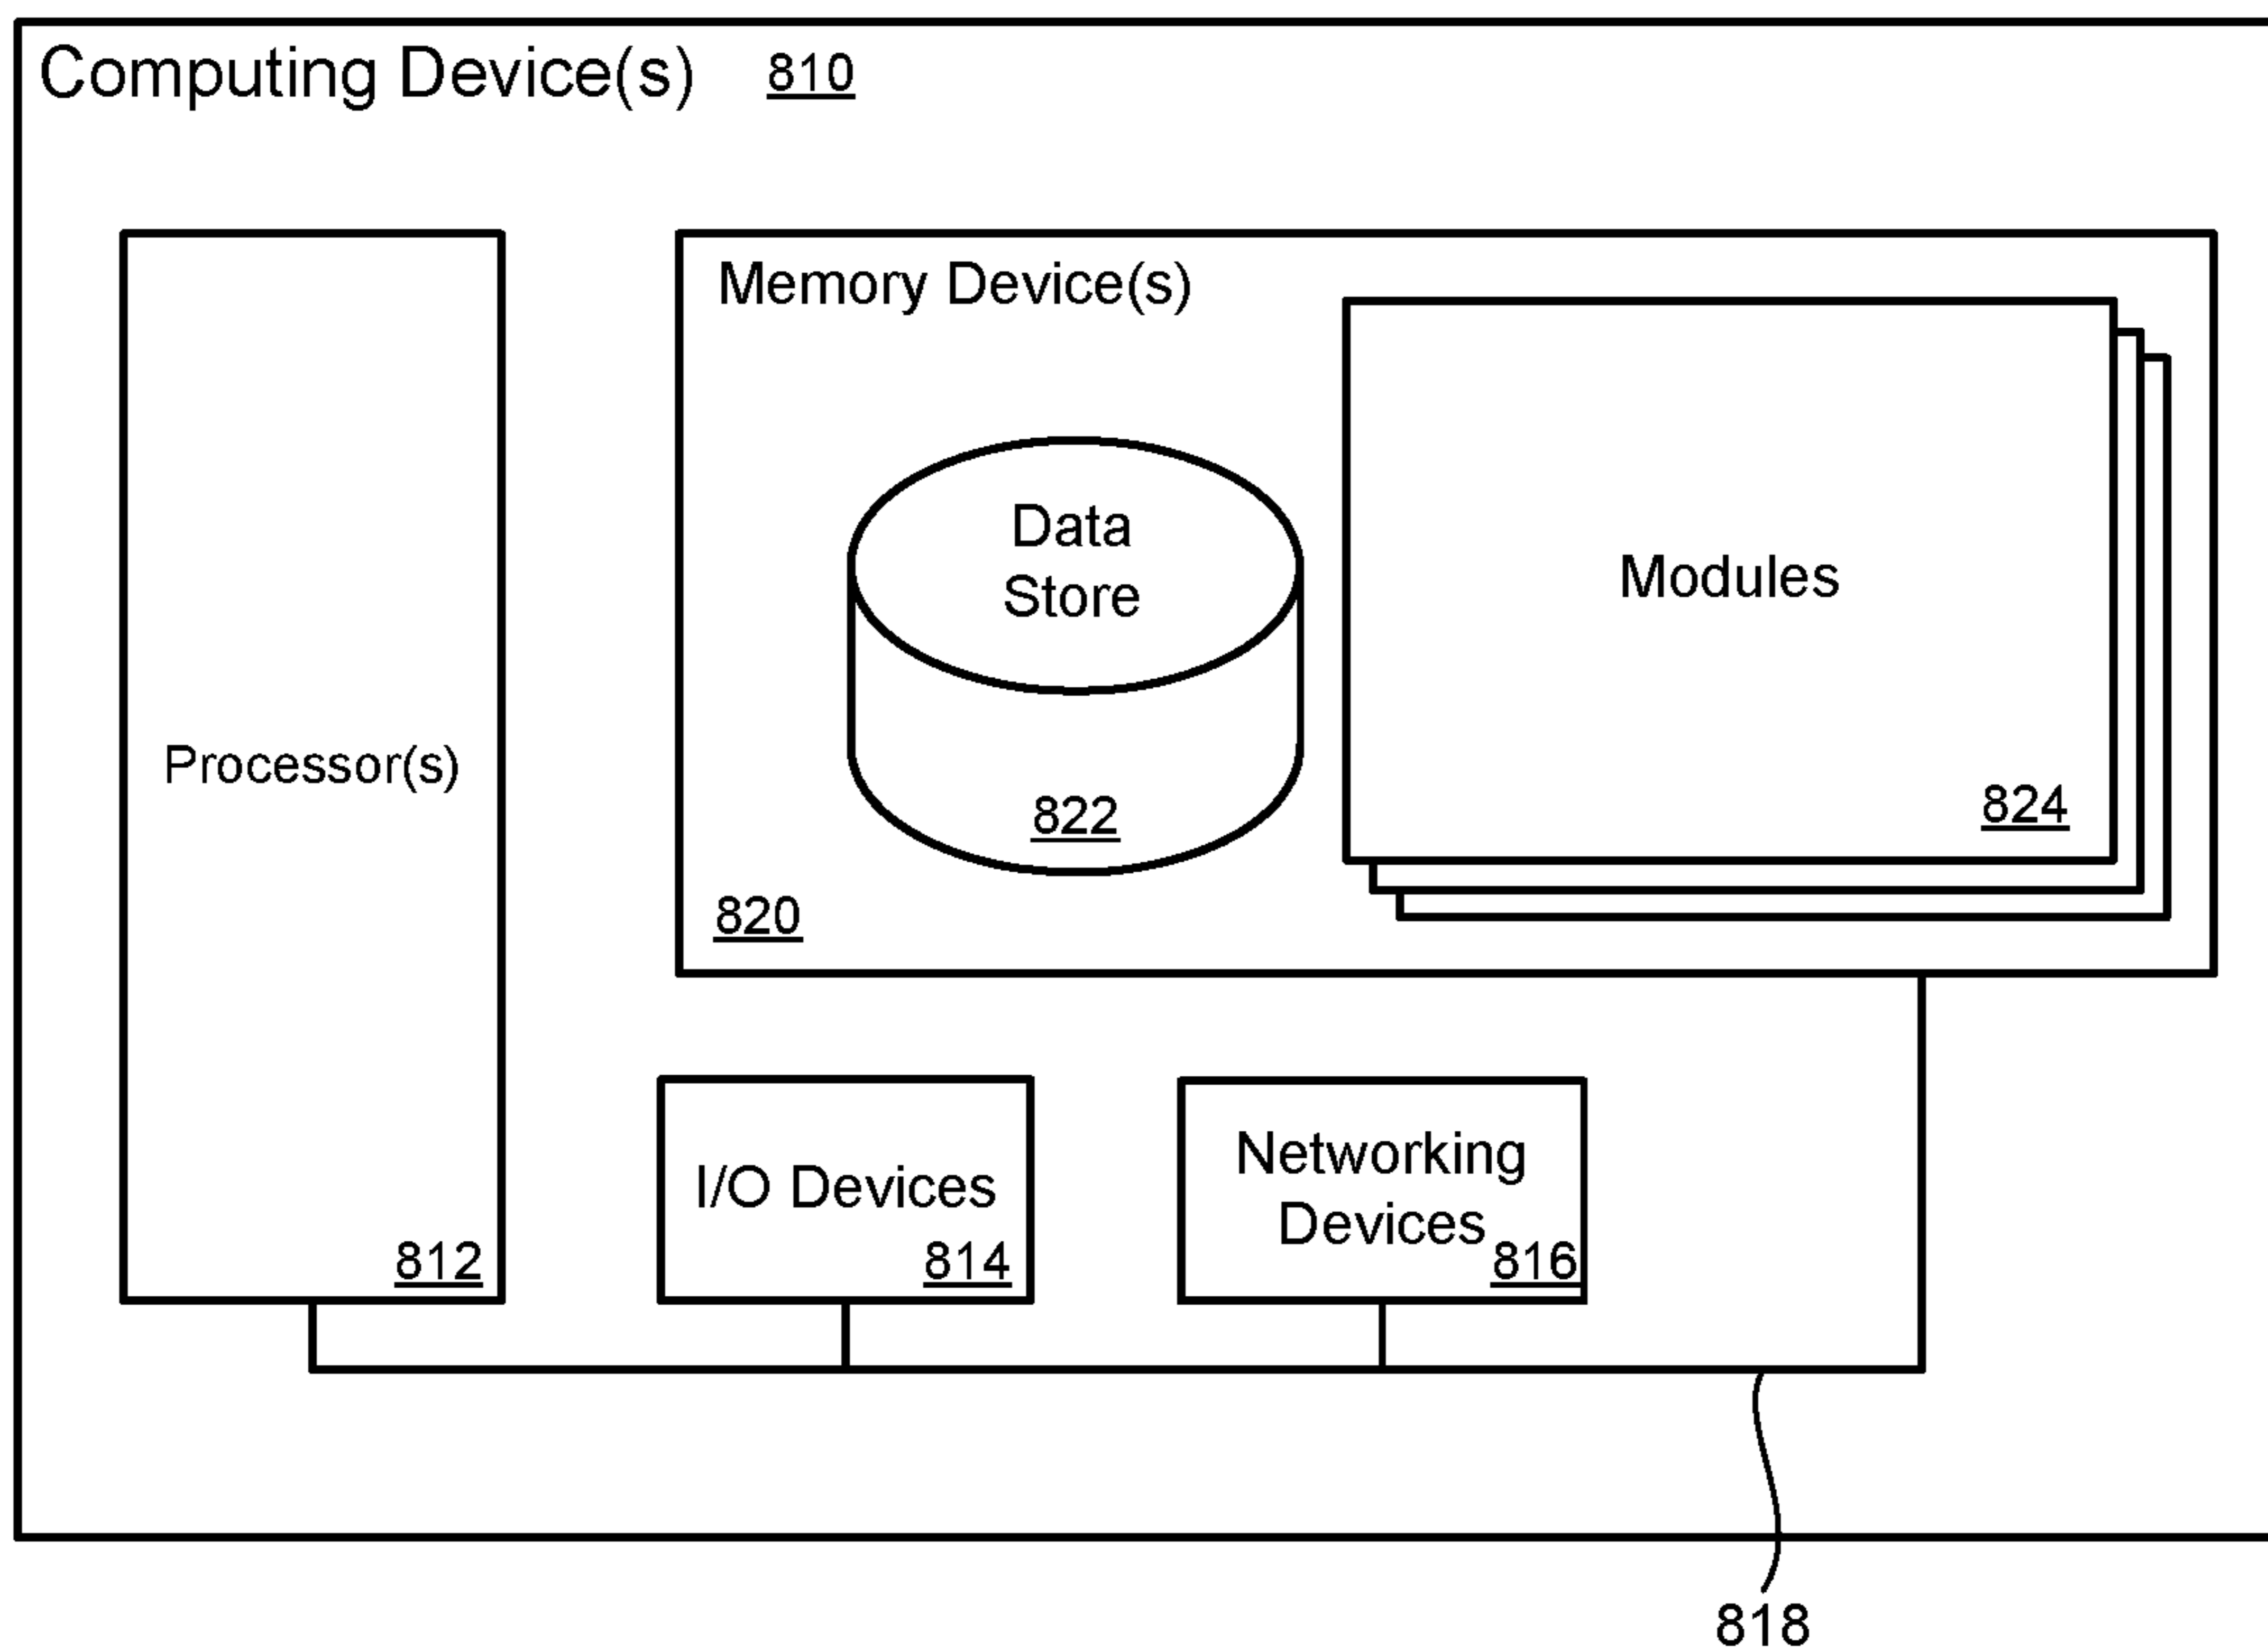 Computing Device(s) 810
Memory Device(s)
Data
Store
Modules
Processor(s)
824
822
820
Networking
I/O Devices
Devices
812
814
816
818